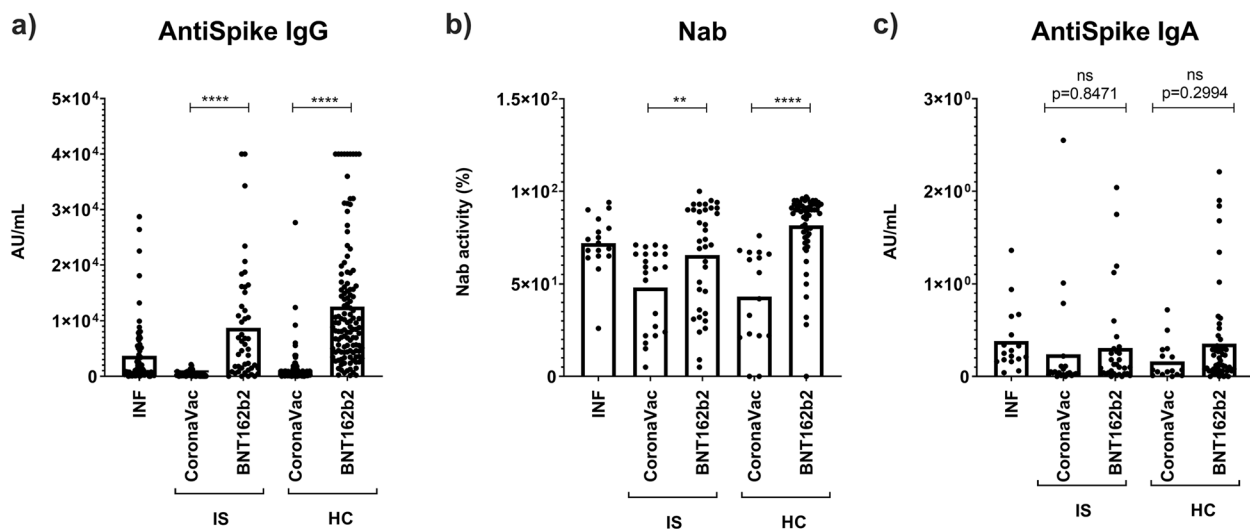 a) AntiSpike IgG
5×10⁴
4×10⁴
3×10⁴
2×10⁴
1×10⁴
0
AU/mL
****
****
INF
CoronaVac
BNT162b2
CoronaVac
BNT162b2
IS
HC
b) Nab
1.5×10²
1×10²
5×10¹
0
Nab activity (%)
**
****
INF
CoronaVac
BNT162b2
CoronaVac
BNT162b2
IS
HC
c) AntiSpike IgA
3×10⁰
2×10⁰
1×10⁰
0
AU/mL
ns
p=0.8471
ns
p=0.2994
INF
CoronaVac
BNT162b2
CoronaVac
BNT162b2
IS
HC